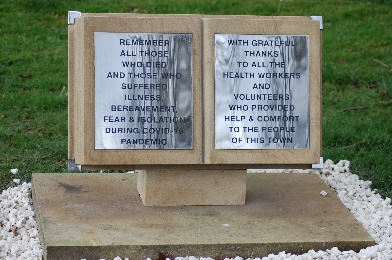 REMEMBER
ALL THOSE
WHO DIED
AND THOSE WHO
SUFFERED
ILLNESS
BEREAVEMENT
FEAR & ISOLATION
DURING COVID-19
PANDEMIC
WITH GRATEFUL
THANKS
TO ALL THE
HEALTH WORKERS
AND
VOLUNTEERS
WHO PROVIDED
HELP & COMFORT
TO THE PEOPLE
OF THIS TOWN